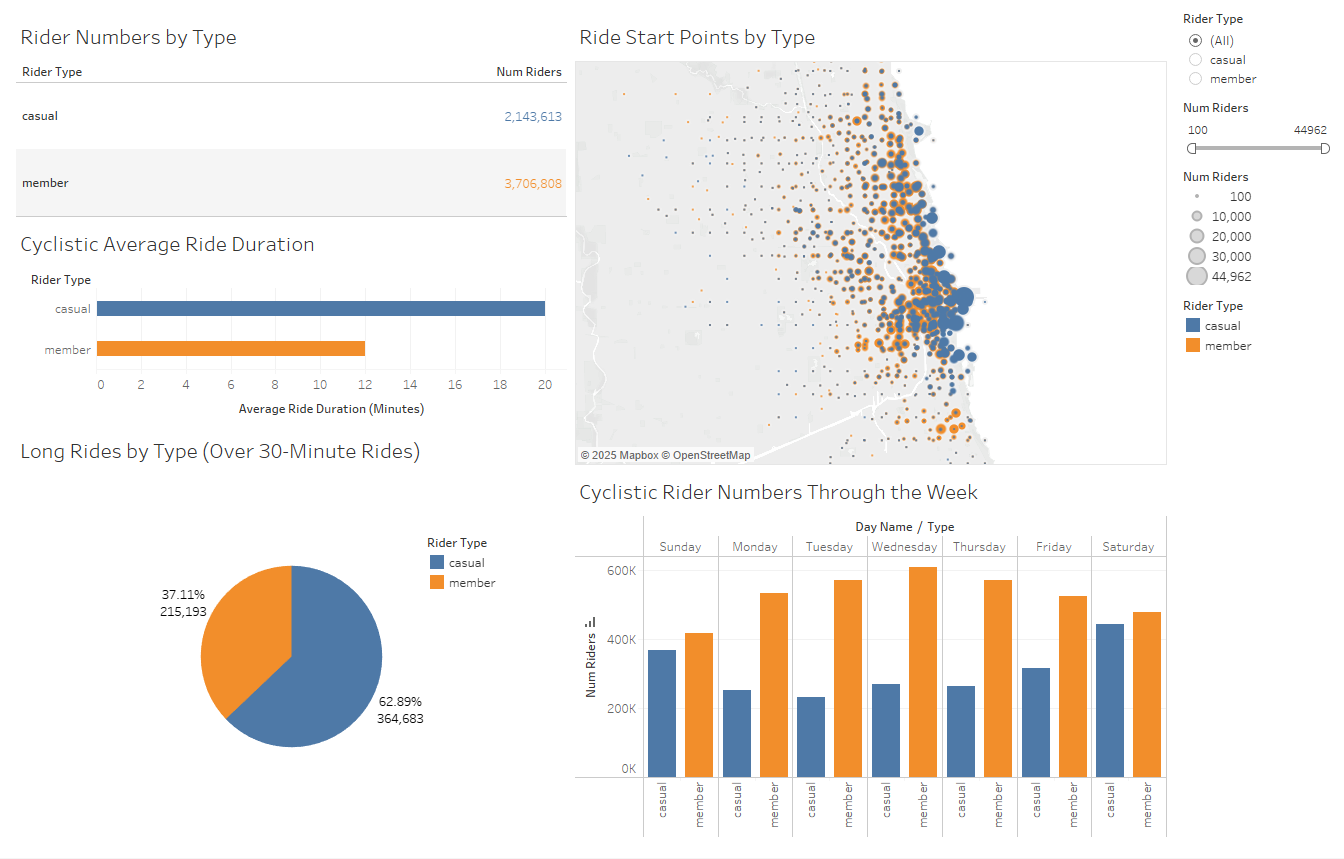 Rider Numbers by Type
Rider Type Num Riders
casual 2,143,613
member 3,706,808
Cyclistic Average Ride Duration
Rider Type
casual
member
0 2 4 6 8 10 12 14 16 18 20
Average Ride Duration (Minutes)
Long Rides by Type (Over 30-Minute Rides)
Rider Type
casual
member
37.11%
215,193
62.89%
364,683
Ride Start Points by Type
© 2025 Mapbox © OpenStreetMap
Cyclistic Rider Numbers Through the Week
Day Name / Type
Sunday Monday Tuesday Wednesday Thursday Friday Saturday
600K
400K
200K
0K
Num Riders
casual member casual member casual member casual member casual member casual member casual member
Rider Type
(All)
casual
member
Num Riders
100 44962
Num Riders
100
10,000
20,000
30,000
44,962
Rider Type
casual
member